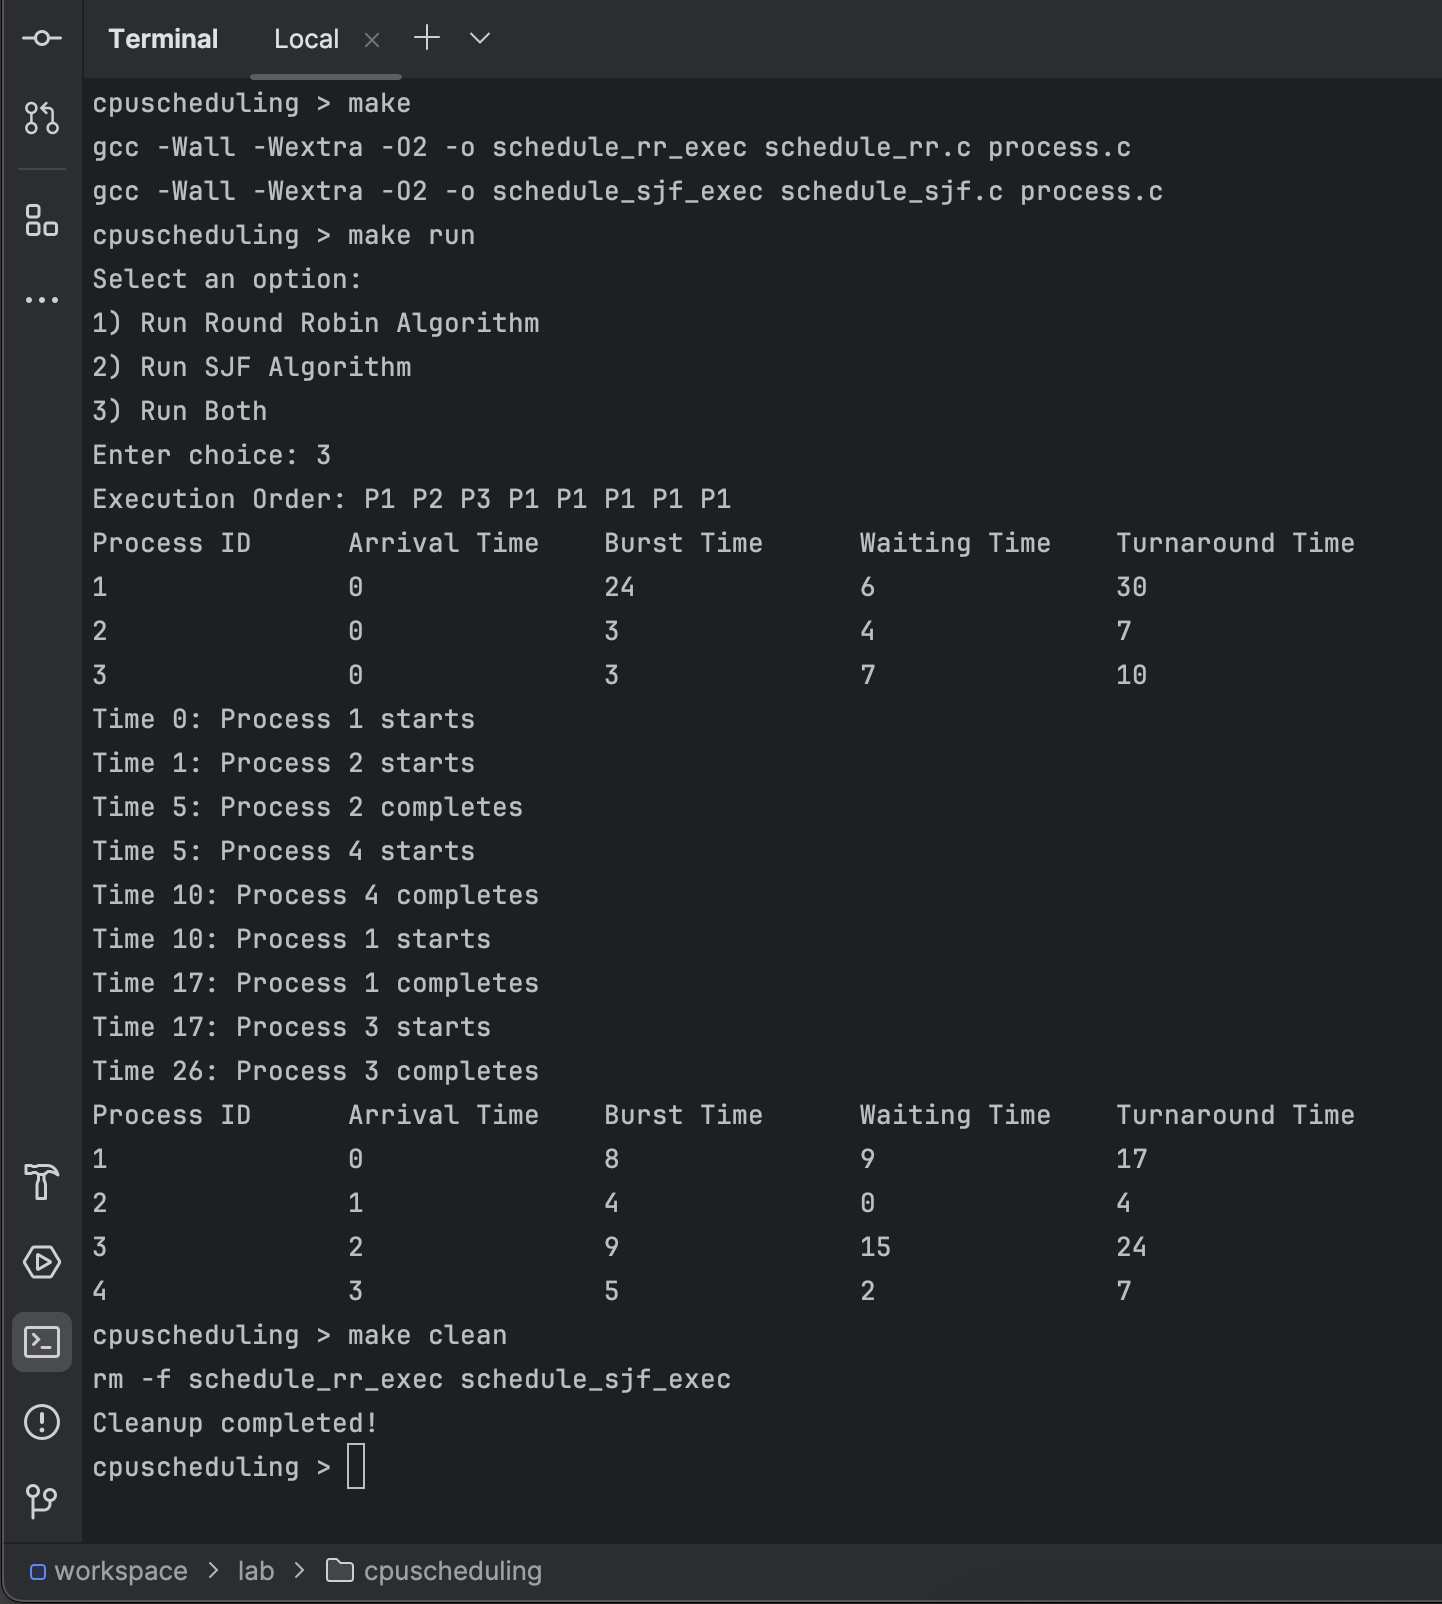 Terminal Local
cpuscheduling > make
gcc -Wall -Wextra -O2 -o schedule_rr_exec schedule_rr.c process.c
gcc -Wall -Wextra -O2 -o schedule_sjf_exec schedule_sjf.c process.c
cpuscheduling > make run
Select an option:
1) Run Round Robin Algorithm
2) Run SJF Algorithm
3) Run Both
Enter choice: 3
Execution Order: P1 P2 P3 P1 P1 P1 P1 P1
Process ID Arrival Time Burst Time Waiting Time Turnaround Time
1 0 24 6 30
2 0 3 4 7
3 0 3 7 10
Time 0: Process 1 starts
Time 1: Process 2 starts
Time 5: Process 2 completes
Time 5: Process 4 starts
Time 10: Process 4 completes
Time 10: Process 1 starts
Time 17: Process 1 completes
Time 17: Process 3 starts
Time 26: Process 3 completes
Process ID Arrival Time Burst Time Waiting Time Turnaround Time
1 0 8 9 17
2 1 4 0 4
3 2 9 15 24
4 3 5 2 7
cpuscheduling > make clean
rm -f schedule_rr_exec schedule_sjf_exec
Cleanup completed!
cpuscheduling >
workspace > lab > cpuscheduling